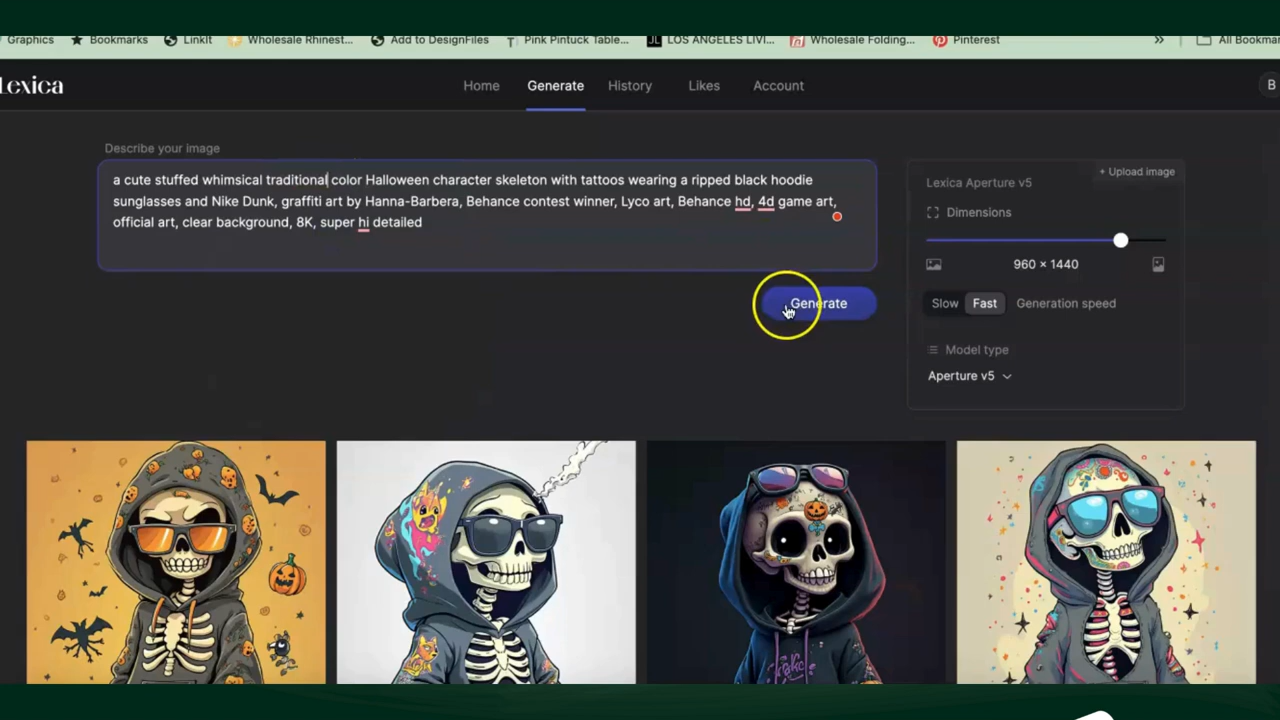 Graphics
Bookmarks
LinkIt
Wholesale Rhinest...
Add to DesignFiles
Pink Pintuck Table...
JL
LOS ANGELES LIVI...
Wholesale Folding...
Pinterest
»
All Bookmar
Lexica
Home
Generate
History
Likes
Account
B
Describe your image
a cute stuffed whimsical traditional color Halloween character skeleton with tattoos wearing a ripped black hoodie
sunglasses and Nike Dunk, graffiti art by Hanna-Barbera, Behance contest winner, Lyco art, Behance hd, 4d game art,
official art, clear background, 8K, super hi detailed
Generate
+ Upload image
Lexica Aperture v5
Dimensions
960 × 1440
Slow
Fast
Generation speed
Model type
Aperture v5